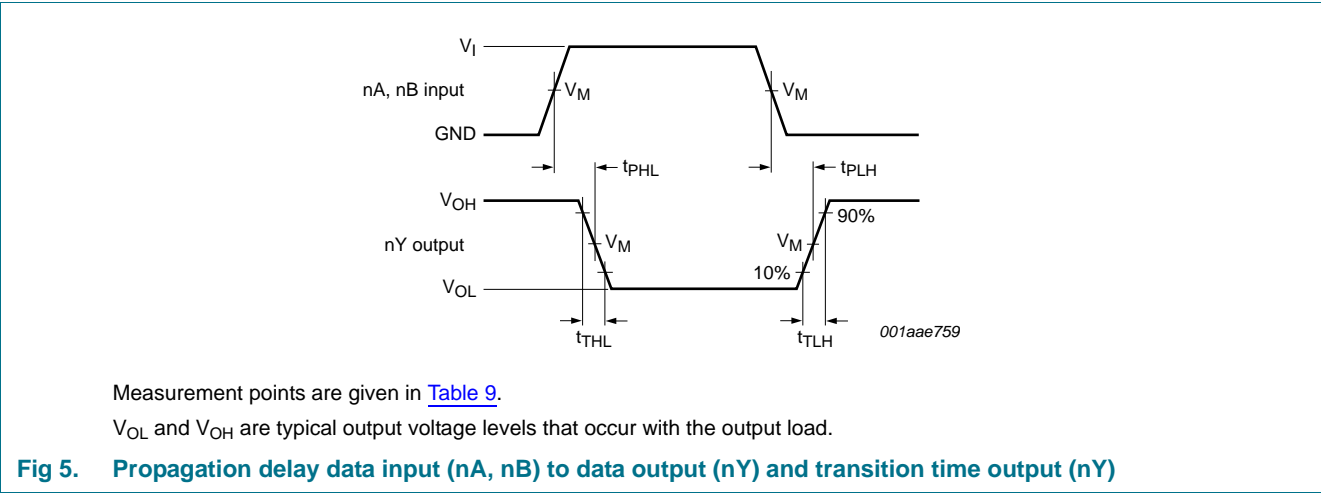 VI
nA, nB input
VM
VM
GND
tPHL
tPLH
VOH
90%
nY output
VM
VM
10%
VOL
tTHL
tTLH
001aae759
Measurement points are given in Table 9.
VOL and VOH are typical output voltage levels that occur with the output load.
Fig 5. Propagation delay data input (nA, nB) to data output (nY) and transition time output (nY)